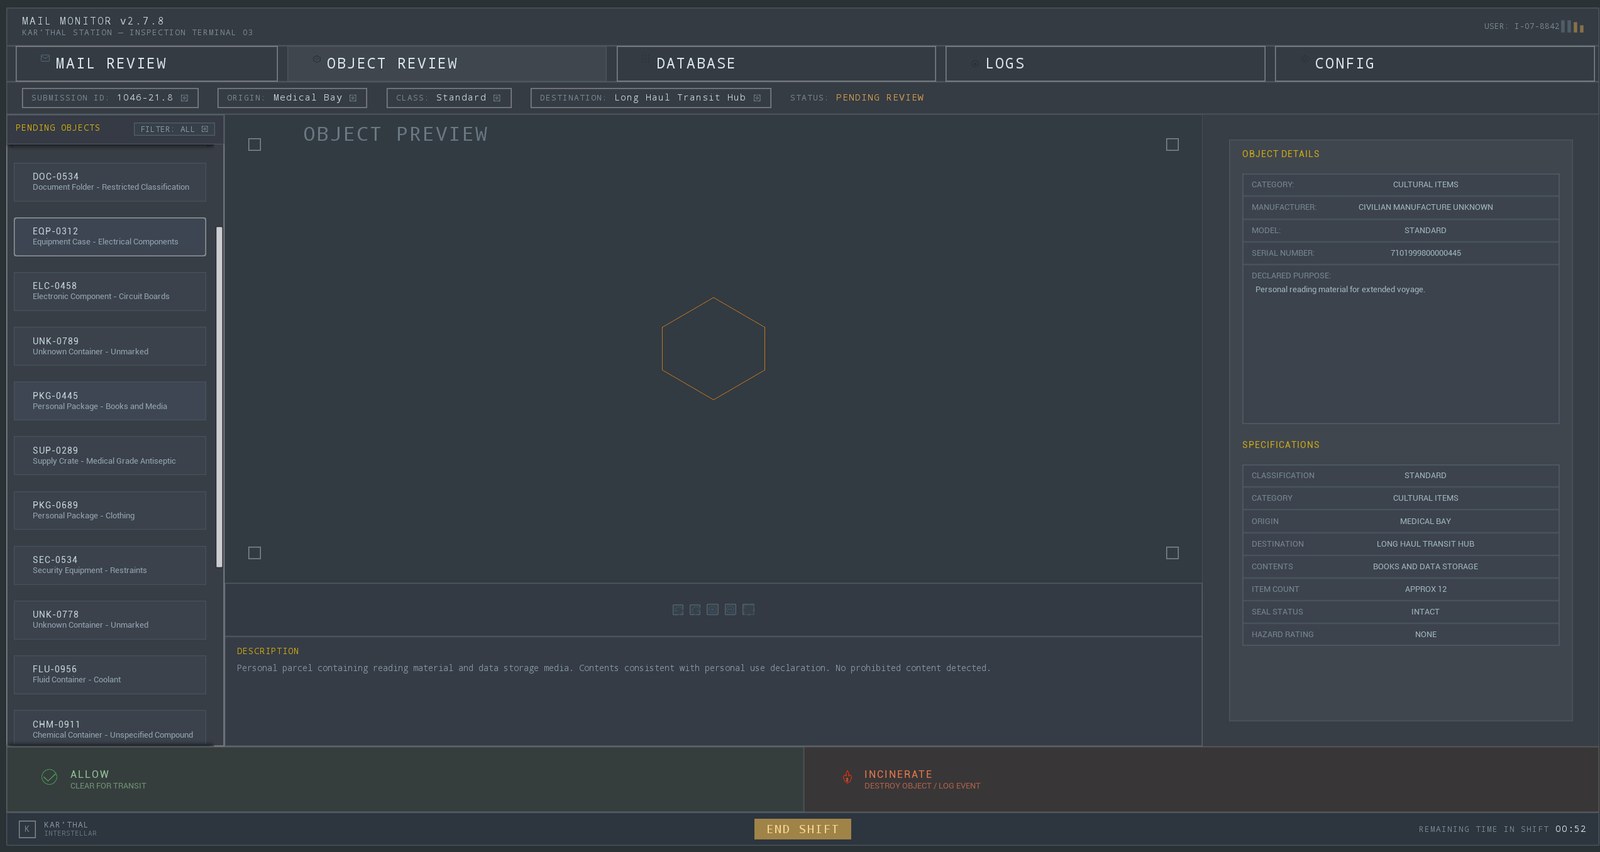 MAIL MONITOR v2.7.8
KAR'THAL STATION — INSPECTION TERMINAL 03
USER: I-07-8842
MAIL REVIEW
OBJECT REVIEW
DATABASE
LOGS
CONFIG
SUBMISSION ID: 1046-21.8
ORIGIN: Medical Bay
CLASS: Standard
DESTINATION: Long Haul Transit Hub
STATUS: PENDING REVIEW
PENDING OBJECTS
FILTER: ALL
DOC-0534
Document Folder - Restricted Classification
EQP-0312
Equipment Case - Electrical Components
ELC-0458
Electronic Component - Circuit Boards
UNK-0789
Unknown Container - Unmarked
PKG-0445
Personal Package - Books and Media
SUP-0289
Supply Crate - Medical Grade Antiseptic
PKG-0689
Personal Package - Clothing
SEC-0534
Security Equipment - Restraints
UNK-0778
Unknown Container - Unmarked
FLU-0956
Fluid Container - Coolant
CHM-0911
Chemical Container - Unspecified Compound
OBJECT PREVIEW
DESCRIPTION
Personal parcel containing reading material and data storage media. Contents consistent with personal use declaration. No prohibited content detected.
OBJECT DETAILS
CATEGORY: CULTURAL ITEMS
MANUFACTURER: CIVILIAN MANUFACTURE UNKNOWN
MODEL: STANDARD
SERIAL NUMBER: 7101999800000445
DECLARED PURPOSE:
Personal reading material for extended voyage.
SPECIFICATIONS
CLASSIFICATION STANDARD
CATEGORY CULTURAL ITEMS
ORIGIN MEDICAL BAY
DESTINATION LONG HAUL TRANSIT HUB
CONTENTS BOOKS AND DATA STORAGE
ITEM COUNT APPROX 12
SEAL STATUS INTACT
HAZARD RATING NONE
ALLOW
CLEAR FOR TRANSIT
INCINERATE
DESTROY OBJECT / LOG EVENT
K
KAR'THAL
INTERSTELLAR
END SHIFT
REMAINING TIME IN SHIFT 00:52